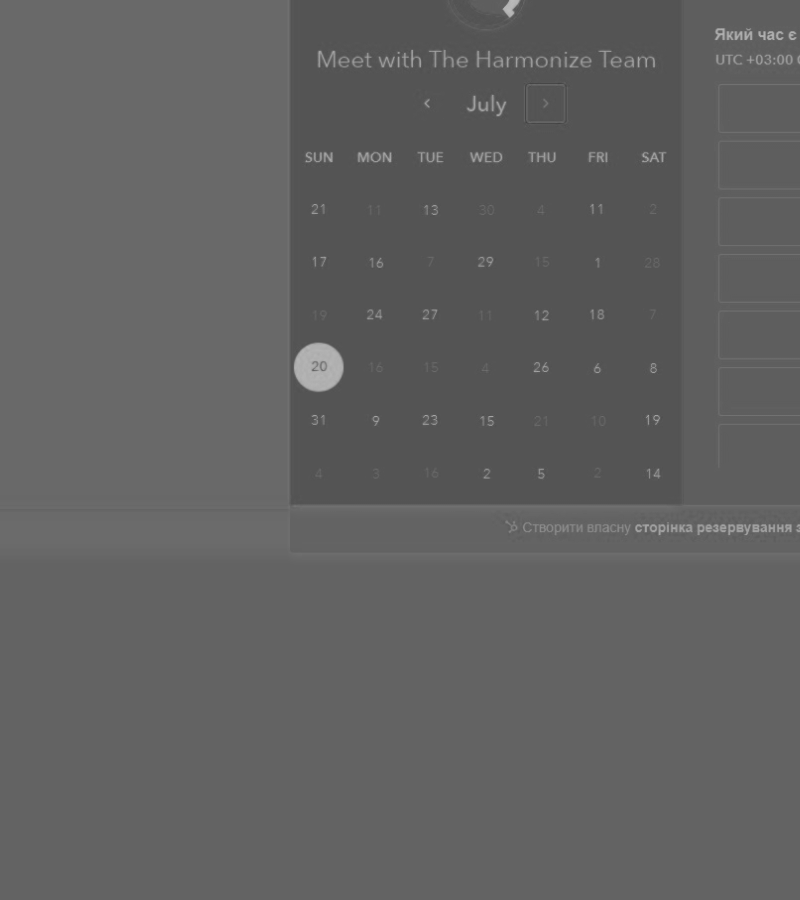 Meet with The Harmonize Team
July
SUN MON TUE WED THU FRI SAT
21 11 13 30 4 11 2
17 16 7 29 15 1 28
19 24 27 11 12 18 7
20 16 15 4 26 6 8
31 9 23 15 21 10 19
4 3 16 2 5 2 14
Який час є
UTC +03:00
Створити власну сторінка резервування